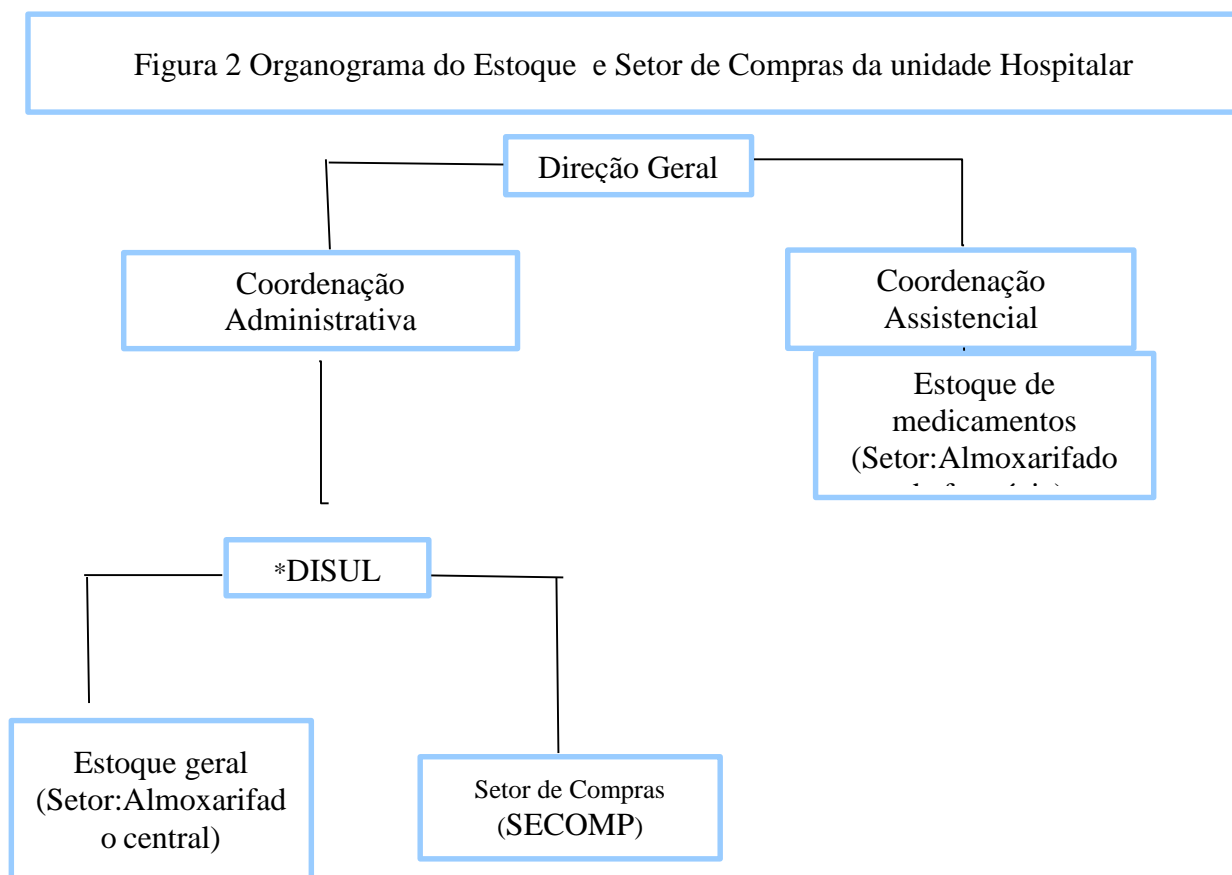 Figura 2 Organograma do Estoque e Setor de Compras da unidade Hospitalar
Direção Geral
Coordenação
Administrativa
Coordenação
Assistencial
Estoque de
medicamentos
(Setor:Almoxarifado
*DISUL
Estoque geral
(Setor:Almoxarifad
o central)
Setor de Compras
(SECOMP)